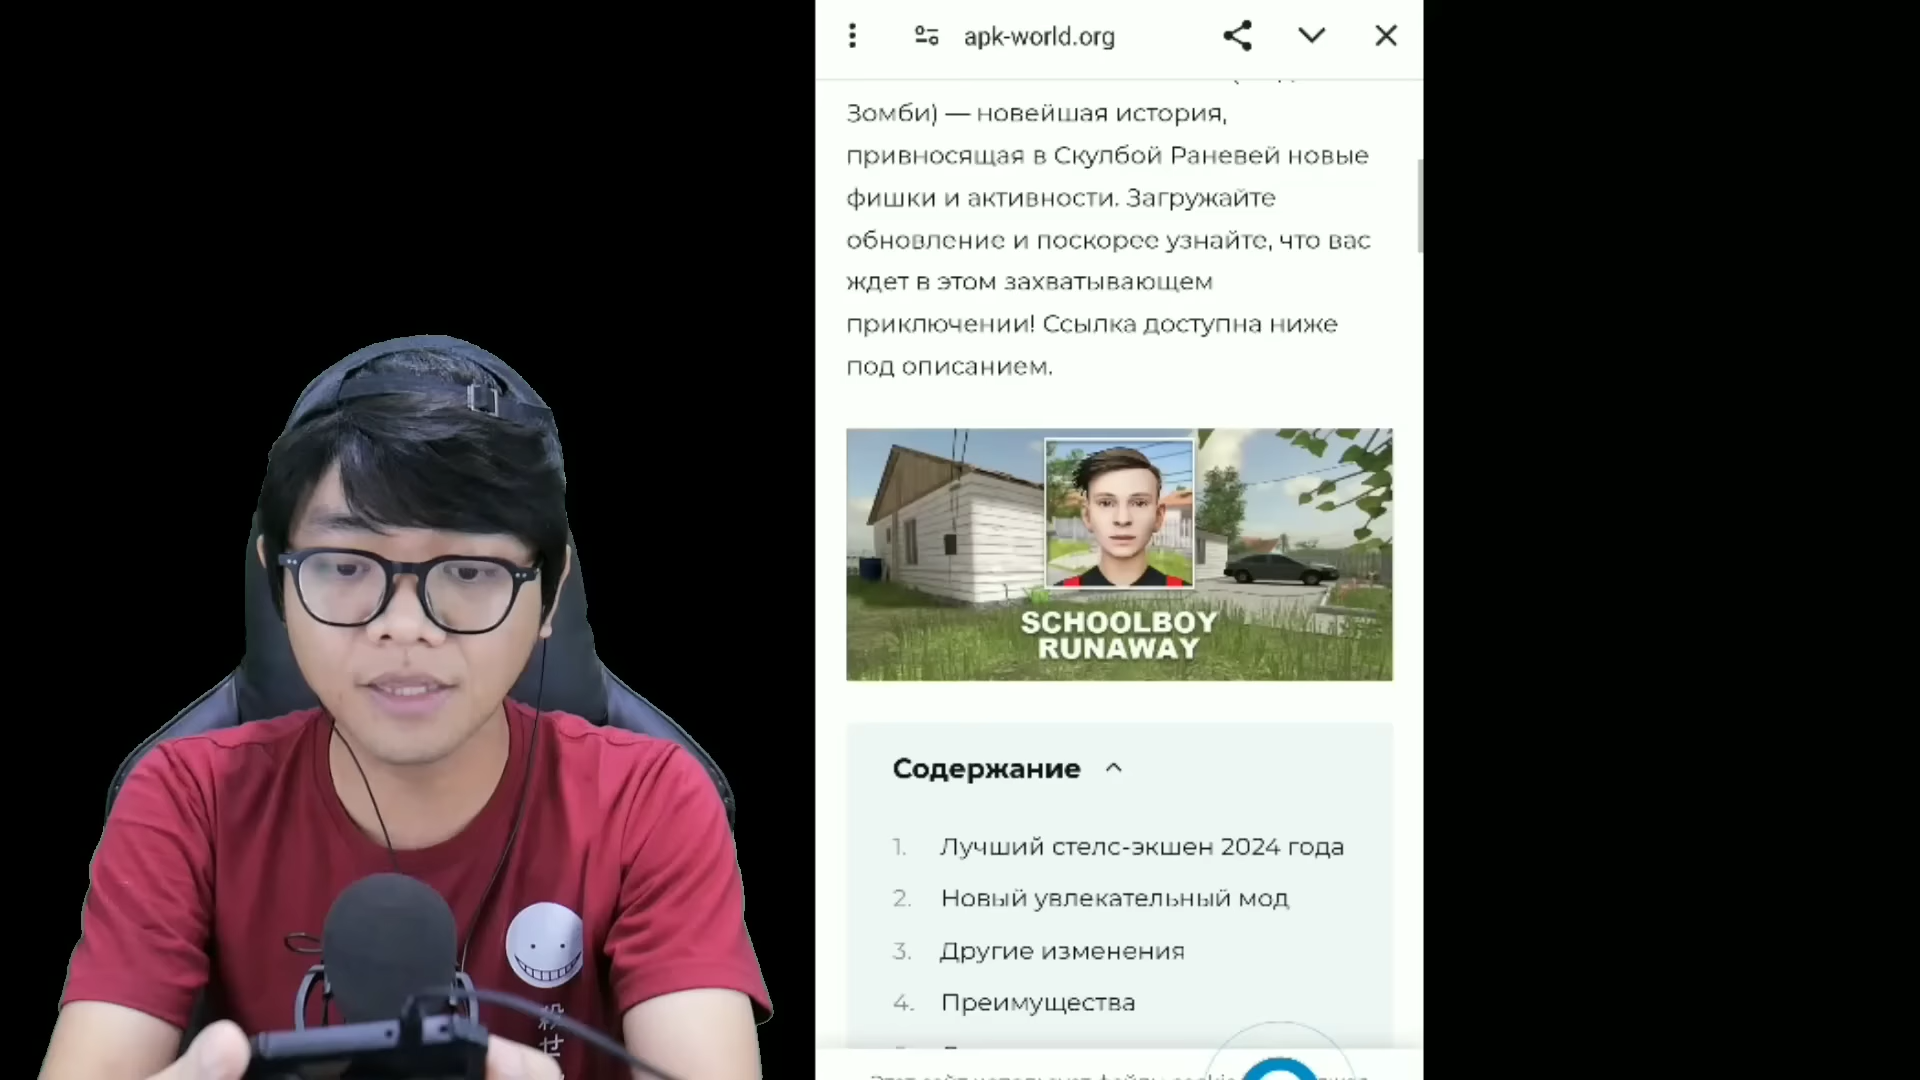 apk-world.org
Зомби) — новейшая история,
привносящая в Скулбой Раневей новые
фишки и активности. Загружайте
обновление и поскорее узнайте, что вас
ждет в этом захватывающем
приключении! Ссылка доступна ниже
под описанием.
SCHOOLBOY
RUNAWAY
Содержание
1. Лучший стелс-экшен 2024 года
2. Новый увлекательный мод
3. Другие изменения
4. Преимущества
殺
せ